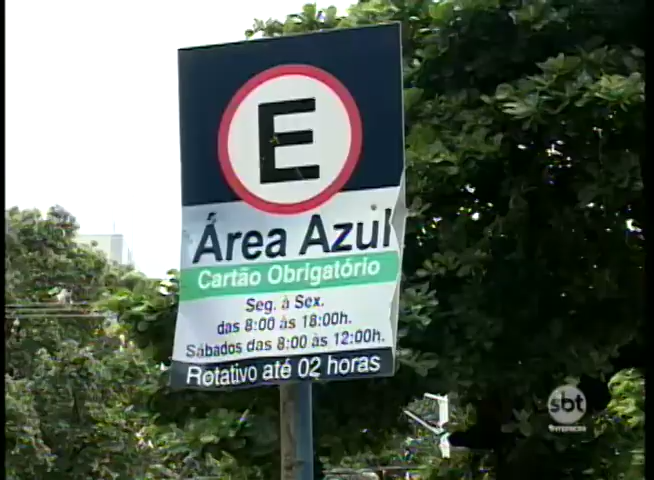 E
Área Azul
Cartão Obrigatório
Seg. à Sex.
das 8:00 às 18:00h.
Sábados das 8:00 às 12:00h.
Rotativo até 02 horas
sbt